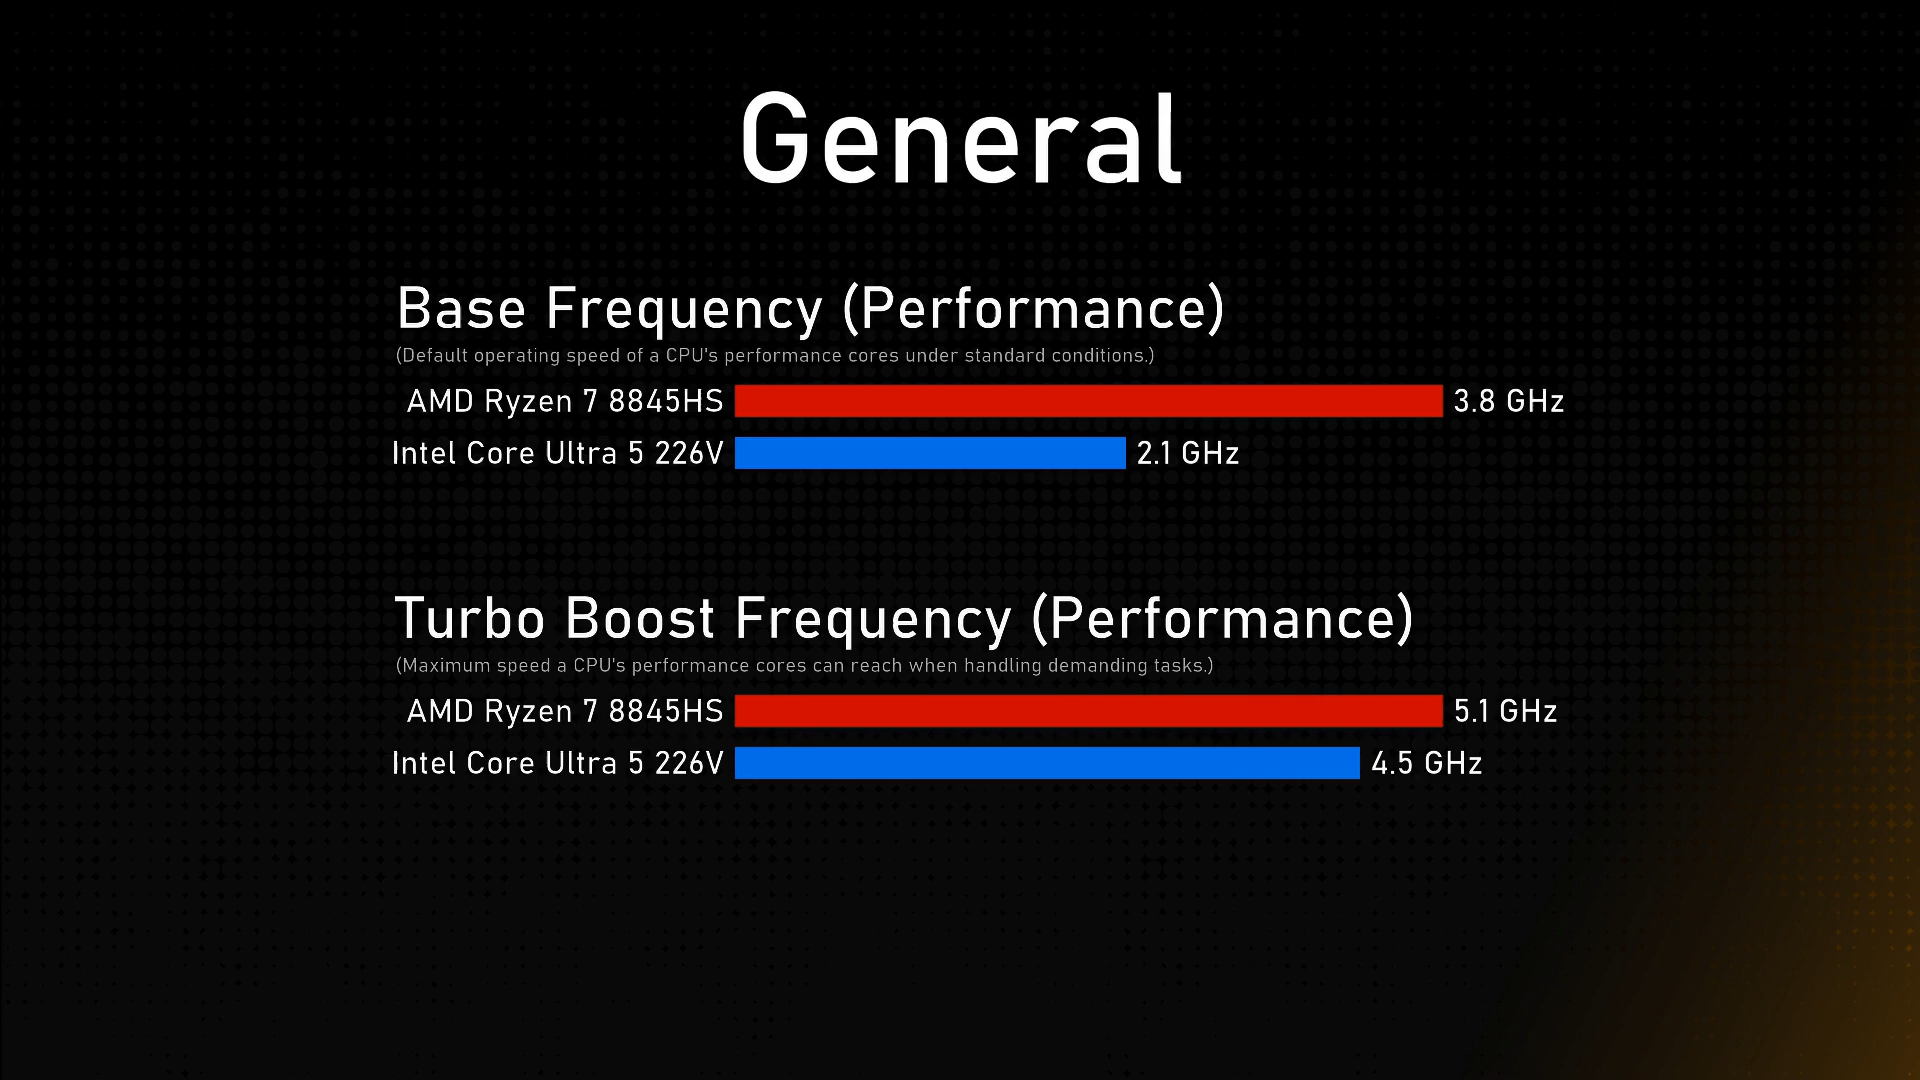 General
Base Frequency (Performance)
(Default operating speed of a CPU's performance cores under standard conditions.)
AMD Ryzen 7 8845HS 3.8 GHz
Intel Core Ultra 5 226V 2.1 GHz
Turbo Boost Frequency (Performance)
(Maximum speed a CPU's performance cores can reach when handling demanding tasks.)
AMD Ryzen 7 8845HS 5.1 GHz
Intel Core Ultra 5 226V 4.5 GHz